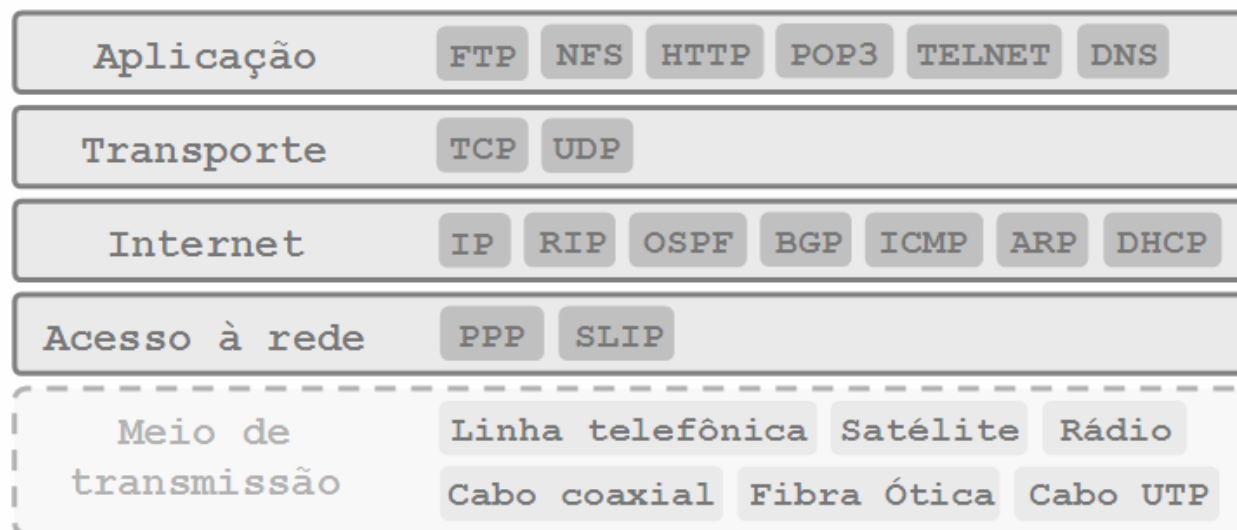 Aplicação FTP NFS HTTP POP3 TELNET DNS
Transporte TCP UDP
Internet IP RIP OSPF BGP ICMP ARP DHCP
Acesso à rede PPP SLIP
Meio de transmissão
Linha telefônica Satélite Rádio
Cabo coaxial Fibra Ótica Cabo UTP